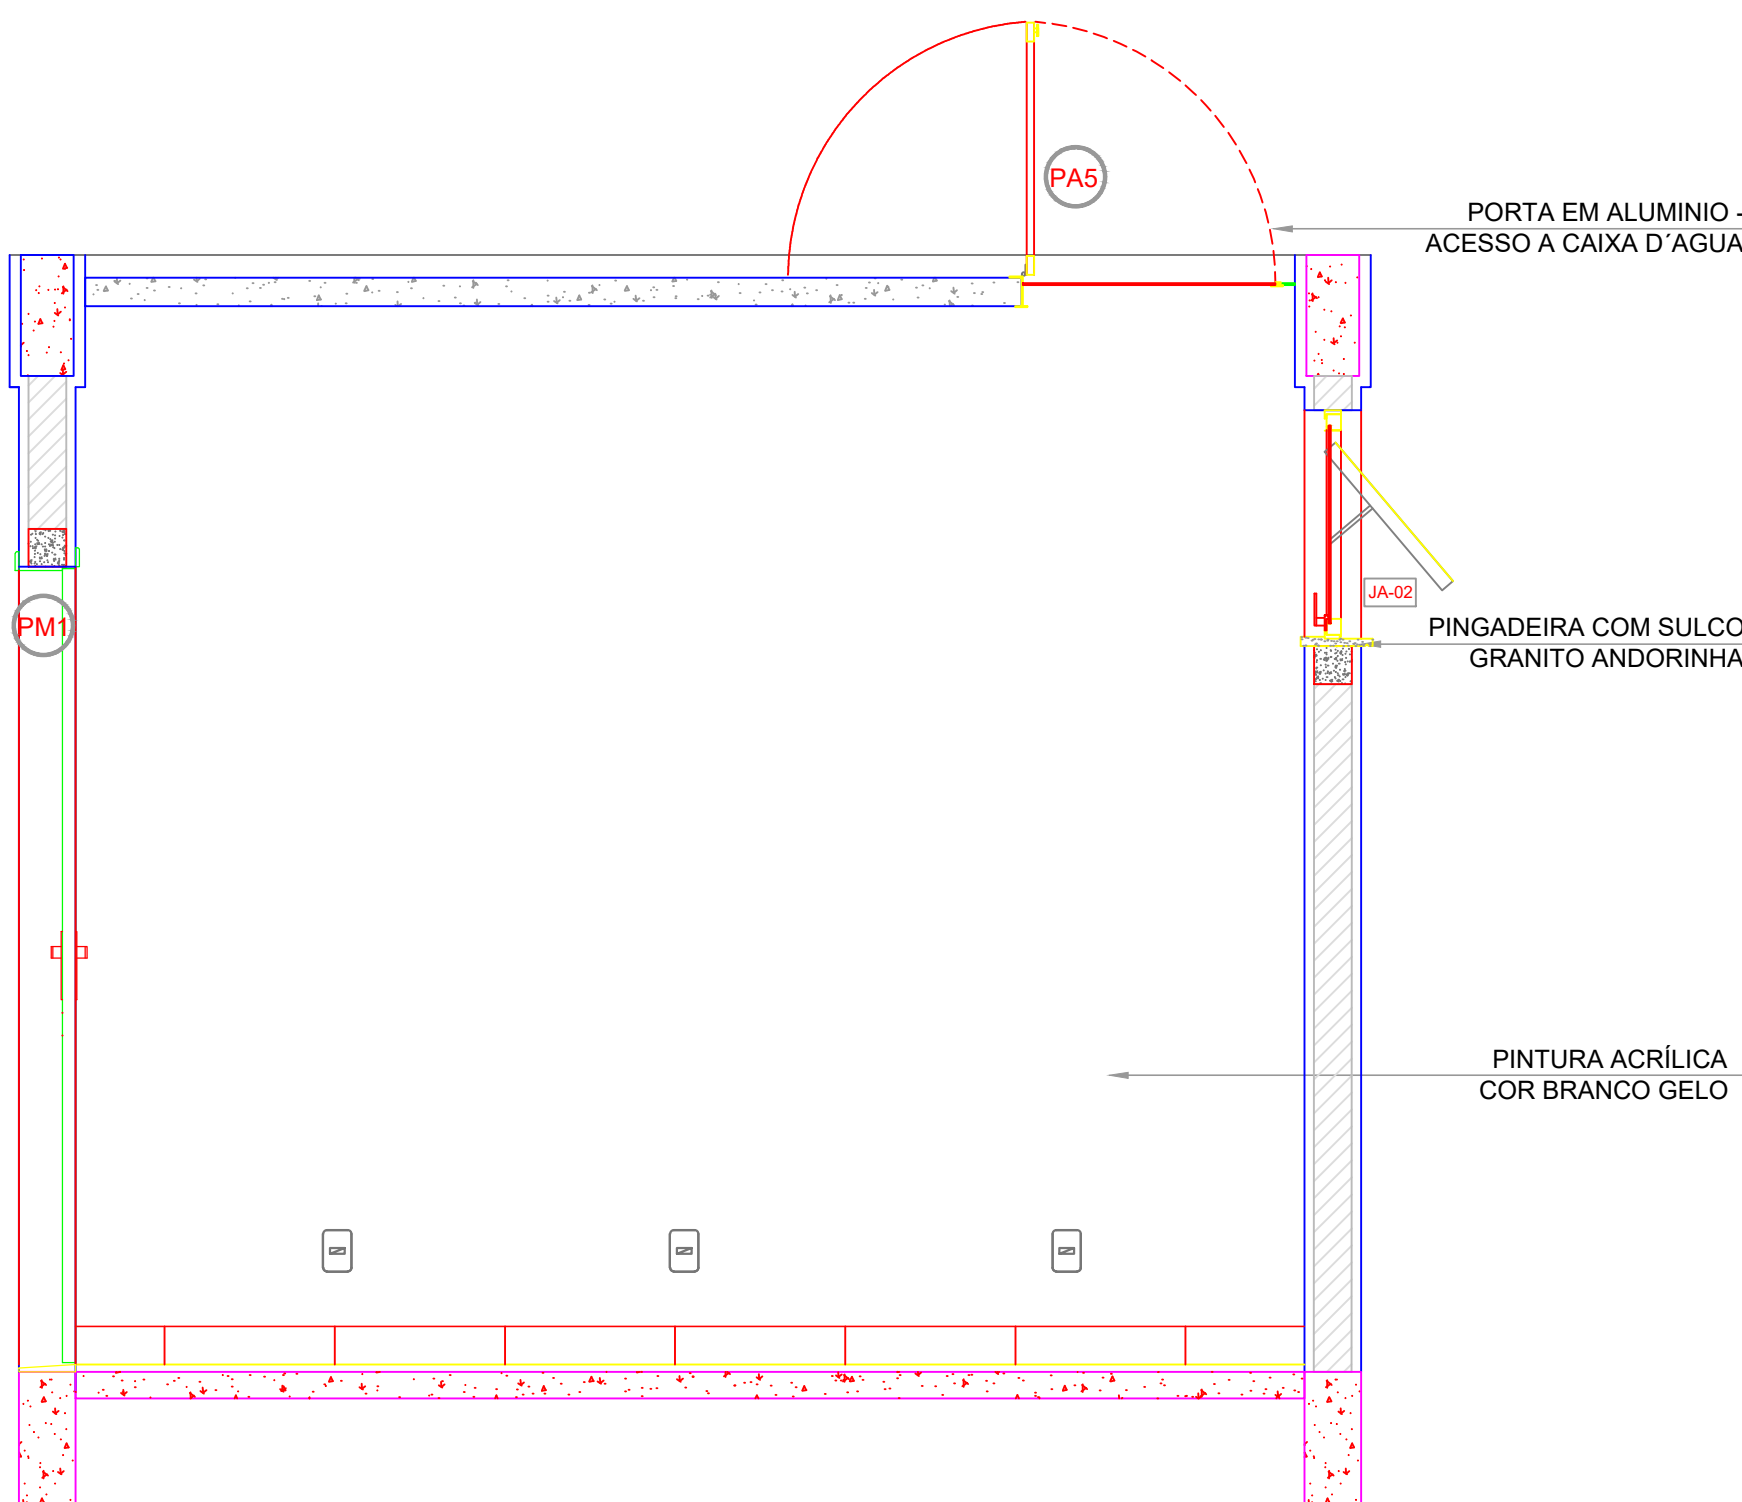 PA5
PORTA EM ALUMINIO -
ACESSO A CAIXA D´AGUA
JA-02
PM1
PINGADEIRA COM SULCO
GRANITO ANDORINHA
PINTURA ACRÍLICA
COR BRANCO GELO